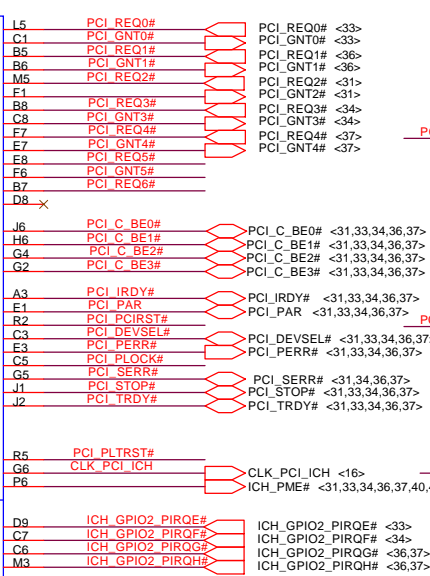 L5 PCI_REQ0# PCI_REQ0# <33>
C1 PCI_GNT0# PCI_GNT0# <33>
B5 PCI_REQ1# PCI_REQ1# <36>
B6 PCI_GNT1# PCI_GNT1# <36>
M5 PCI_REQ2# PCI_REQ2# <31>
F1 PCI_GNT2# <31>
B8 PCI_REQ3# PCI_REQ3# <34>
C8 PCI_GNT3# PCI_GNT3# <34>
F7 PCI_REQ4# PCI_REQ4# <37>
E7 PCI_GNT4# PCI_GNT4# <37>
E8 PCI_REQ5#
F6 PCI_GNT5#
B7 PCI_REQ6#
D8
J6 PCI_C_BE0# PCI_C_BE0# <31,33,34,36,37>
H6 PCI_C_BE1# PCI_C_BE1# <31,33,34,36,37>
G4 PCI_C_BE2# PCI_C_BE2# <31,33,34,36,37>
G2 PCI_C_BE3# PCI_C_BE3# <31,33,34,36,37>
A3 PCI_IRDY# PCI_IRDY# <31,33,34,36,37>
E1 PCI_PAR PCI_PAR <31,33,34,36,37>
R2 PCI_PCIRST#
C3 PCI_DEVSEL# PCI_DEVSEL# <31,33,34,36,37
E3 PCI_PERR# PCI_PERR# <31,33,34,36,37>
C5 PCI_PLOCK#
G5 PCI_SERR# PCI_SERR# <31,34,36,37>
J1 PCI_STOP# PCI_STOP# <31,33,34,36,37>
J2 PCI_TRDY# PCI_TRDY# <31,33,34,36,37>
R5 PCI_PLTRST#
G6 CLK_PCI_ICH CLK_PCI_ICH <16>
P6 ICH_PME# <31,33,34,36,37,40,
D9 ICH_GPIO2_PIRQE# ICH_GPIO2_PIRQE# <33>
C7 ICH_GPIO2_PIRQF# ICH_GPIO2_PIRQF# <34>
C6 ICH_GPIO2_PIRQG# ICH_GPIO2_PIRQG# <36,37>
M3 ICH_GPIO2_PIRQH# ICH_GPIO2_PIRQH# <36,37>